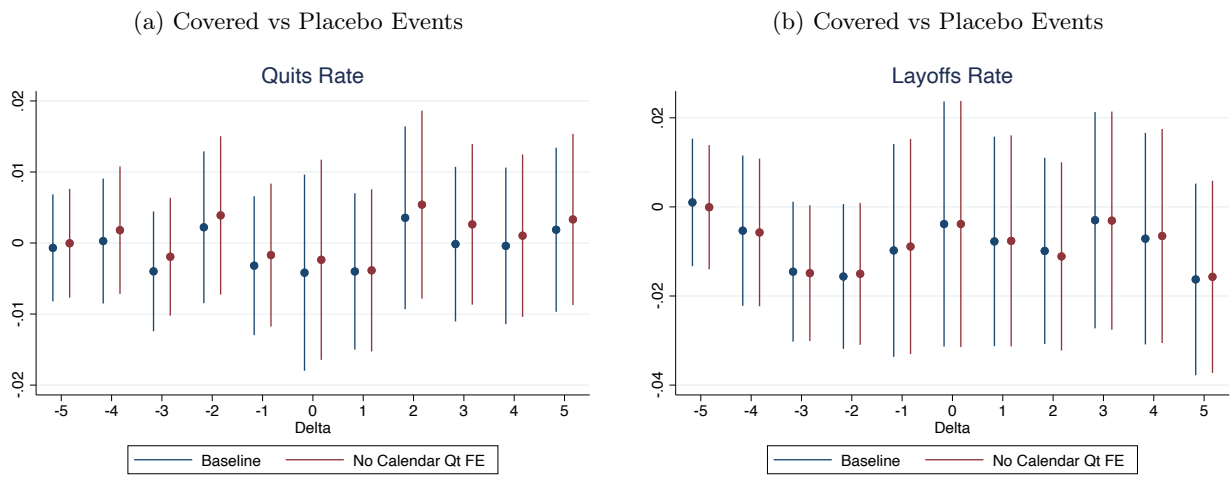 (a) Covered vs Placebo Events
Quits Rate
.02
.01
0
-.01
-.02
-5 -4 -3 -2 -1 0 1 2 3 4 5
Delta
Baseline No Calendar Qt FE
(b) Covered vs Placebo Events
Layoffs Rate
.02
0
-.02
-.04
-5 -4 -3 -2 -1 0 1 2 3 4 5
Delta
Baseline No Calendar Qt FE